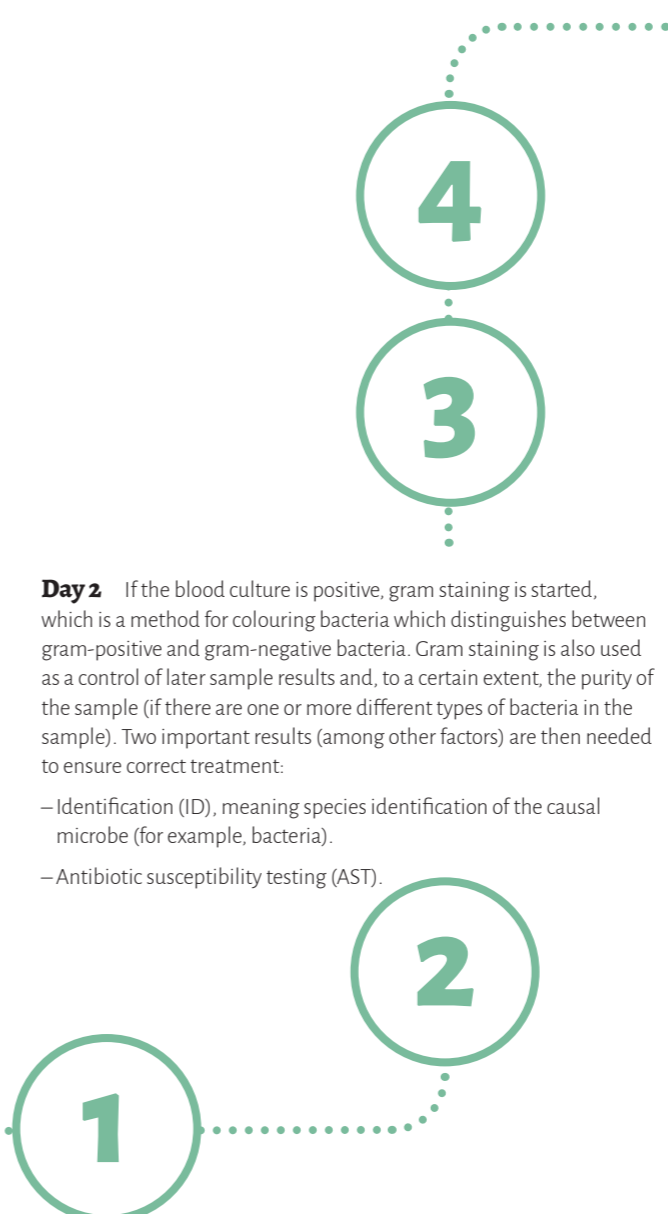 4
3
Day 2 If the blood culture is positive, gram staining is started,
which is a method for colouring bacteria which distinguishes between
gram-positive and gram-negative bacteria. Gram staining is also used
as a control of later sample results and, to a certain extent, the purity of
the sample (if there are one or more different types of bacteria in the
sample). Two important results (among other factors) are then needed
to ensure correct treatment:
– Identification (ID), meaning species identification of the causal
microbe (for example, bacteria).
– Antibiotic susceptibility testing (AST).
2
1